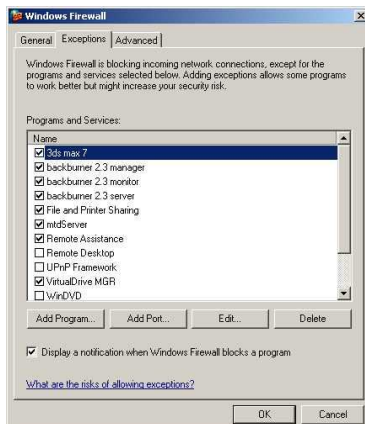 Windows Firewall
General Exceptions Advanced
Windows Firewall is blocking incoming network connections, except for the
programs and services selected below. Adding exceptions allows some programs
to work better but might increase your security risk.
Programs and Services:
Name
3ds max 7
backburner 2.3 manager
backburner 2.3 monitor
backburner 2.3 server
File and Printer Sharing
mtdServer
Remote Assistance
Remote Desktop
UPnP Framework
VirtualDrive MGR
WinDVD
Add Program... Add Port... Edit... Delete
Display a notification when Windows Firewall blocks a program
What are the risks of allowing exceptions?
OK Cancel